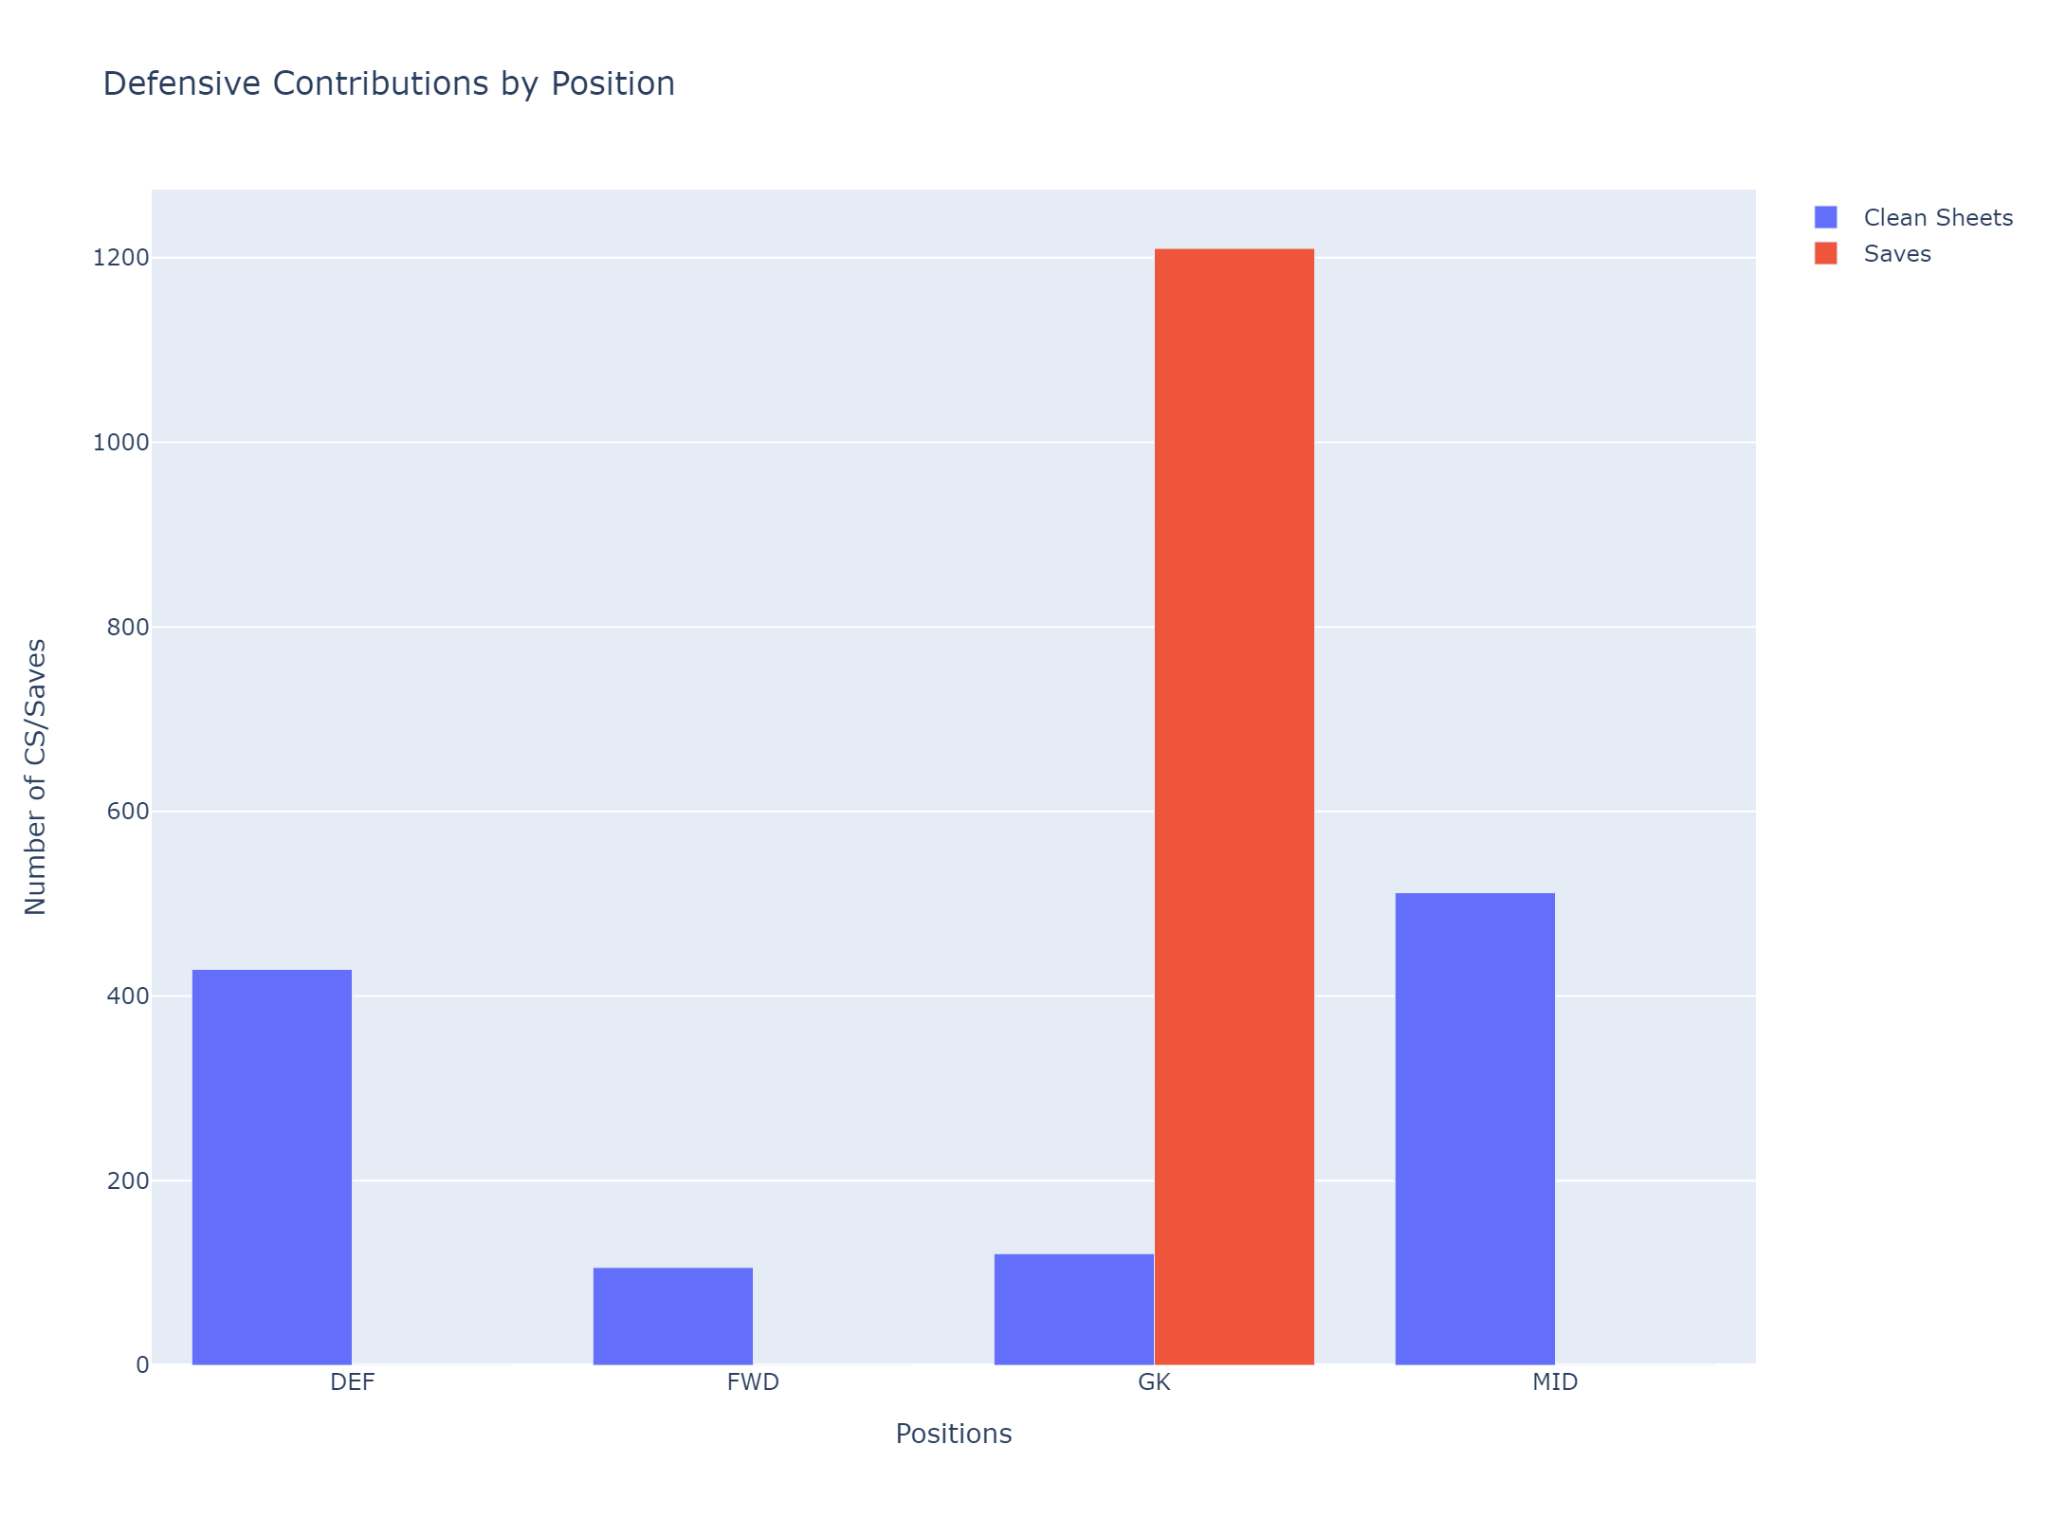 Defensive Contributions by Position
Clean Sheets
Saves
1200
1000
800
600
400
200
0
Number of CS/Saves
DEF
FWD
GK
MID
Positions